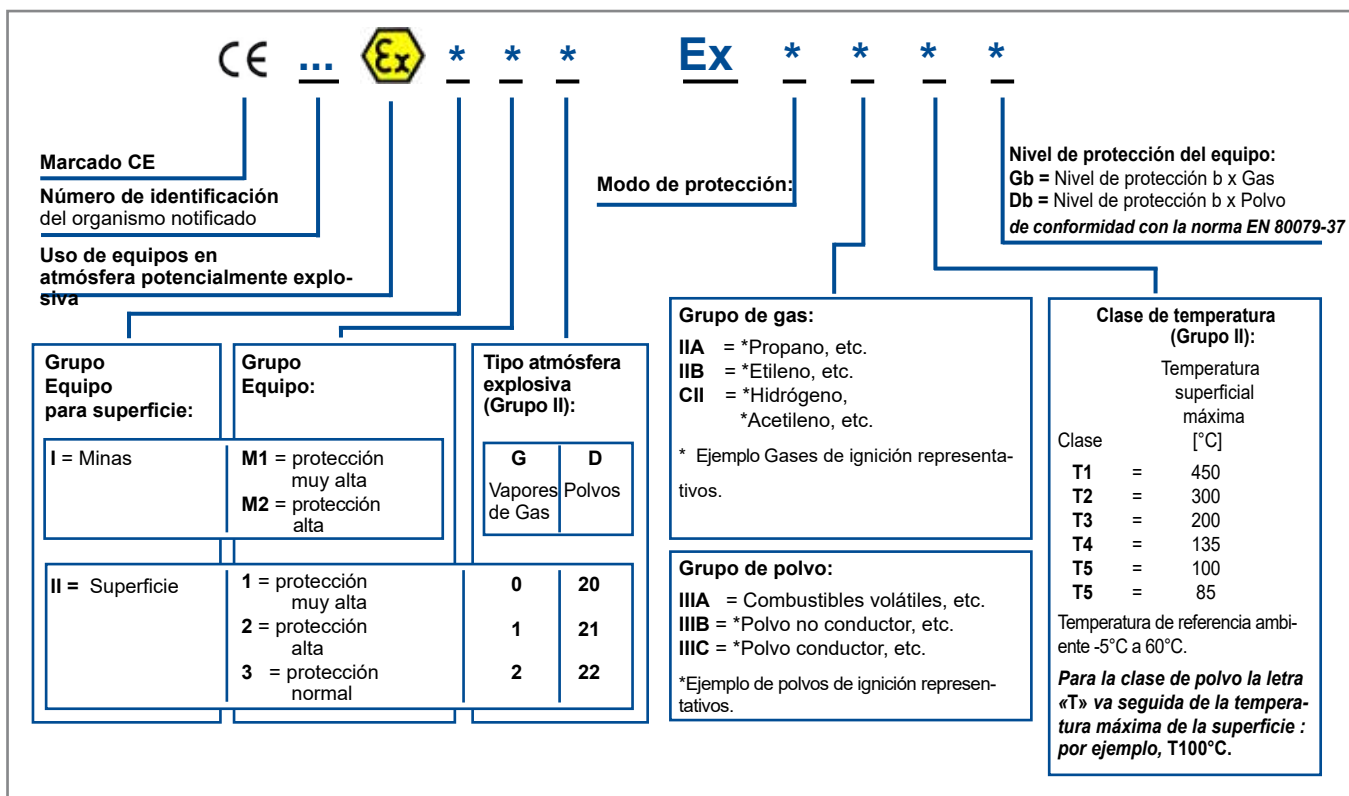 CE ... Ex * * * Ex * * * *
Marcado CE
Número de identificación
del organismo notificado
Uso de equipos en
atmósfera potencialmente explo-
siva
Modo de protección:
Nivel de protección del equipo:
Gb = Nivel de protección b x Gas
Db = Nivel de protección b x Polvo
de conformidad con la norma EN 80079-37
Grupo
Equipo
para superficie:
I = Minas
II = Superficie
Grupo
Equipo:
M1 = protección
muy alta
M2 = protección
alta
1 = protección
muy alta
2 = protección
alta
3 = protección
normal
Tipo atmósfera
explosiva
(Grupo II):
G D
Vapores Polvos
de Gas
0 20
1 21
2 22
Grupo de gas:
IIA = *Propano, etc.
IIB = *Etileno, etc.
CII = *Hidrógeno,
*Acetileno, etc.
* Ejemplo Gases de ignición representa-
tivos.
Grupo de polvo:
IIIA = Combustibles volátiles, etc.
IIIB = *Polvo no conductor, etc.
IIIC = *Polvo conductor, etc.
*Ejemplo de polvos de ignición represen-
tativos.
Clase de temperatura
(Grupo II):
Temperatura
superficial
máxima
Clase [°C]
T1 = 450
T2 = 300
T3 = 200
T4 = 135
T5 = 100
T5 = 85
Temperatura de referencia ambi-
ente -5°C a 60°C.
Para la clase de polvo la letra
«T» va seguida de la tempera-
tura máxima de la superficie :
por ejemplo, T100°C.